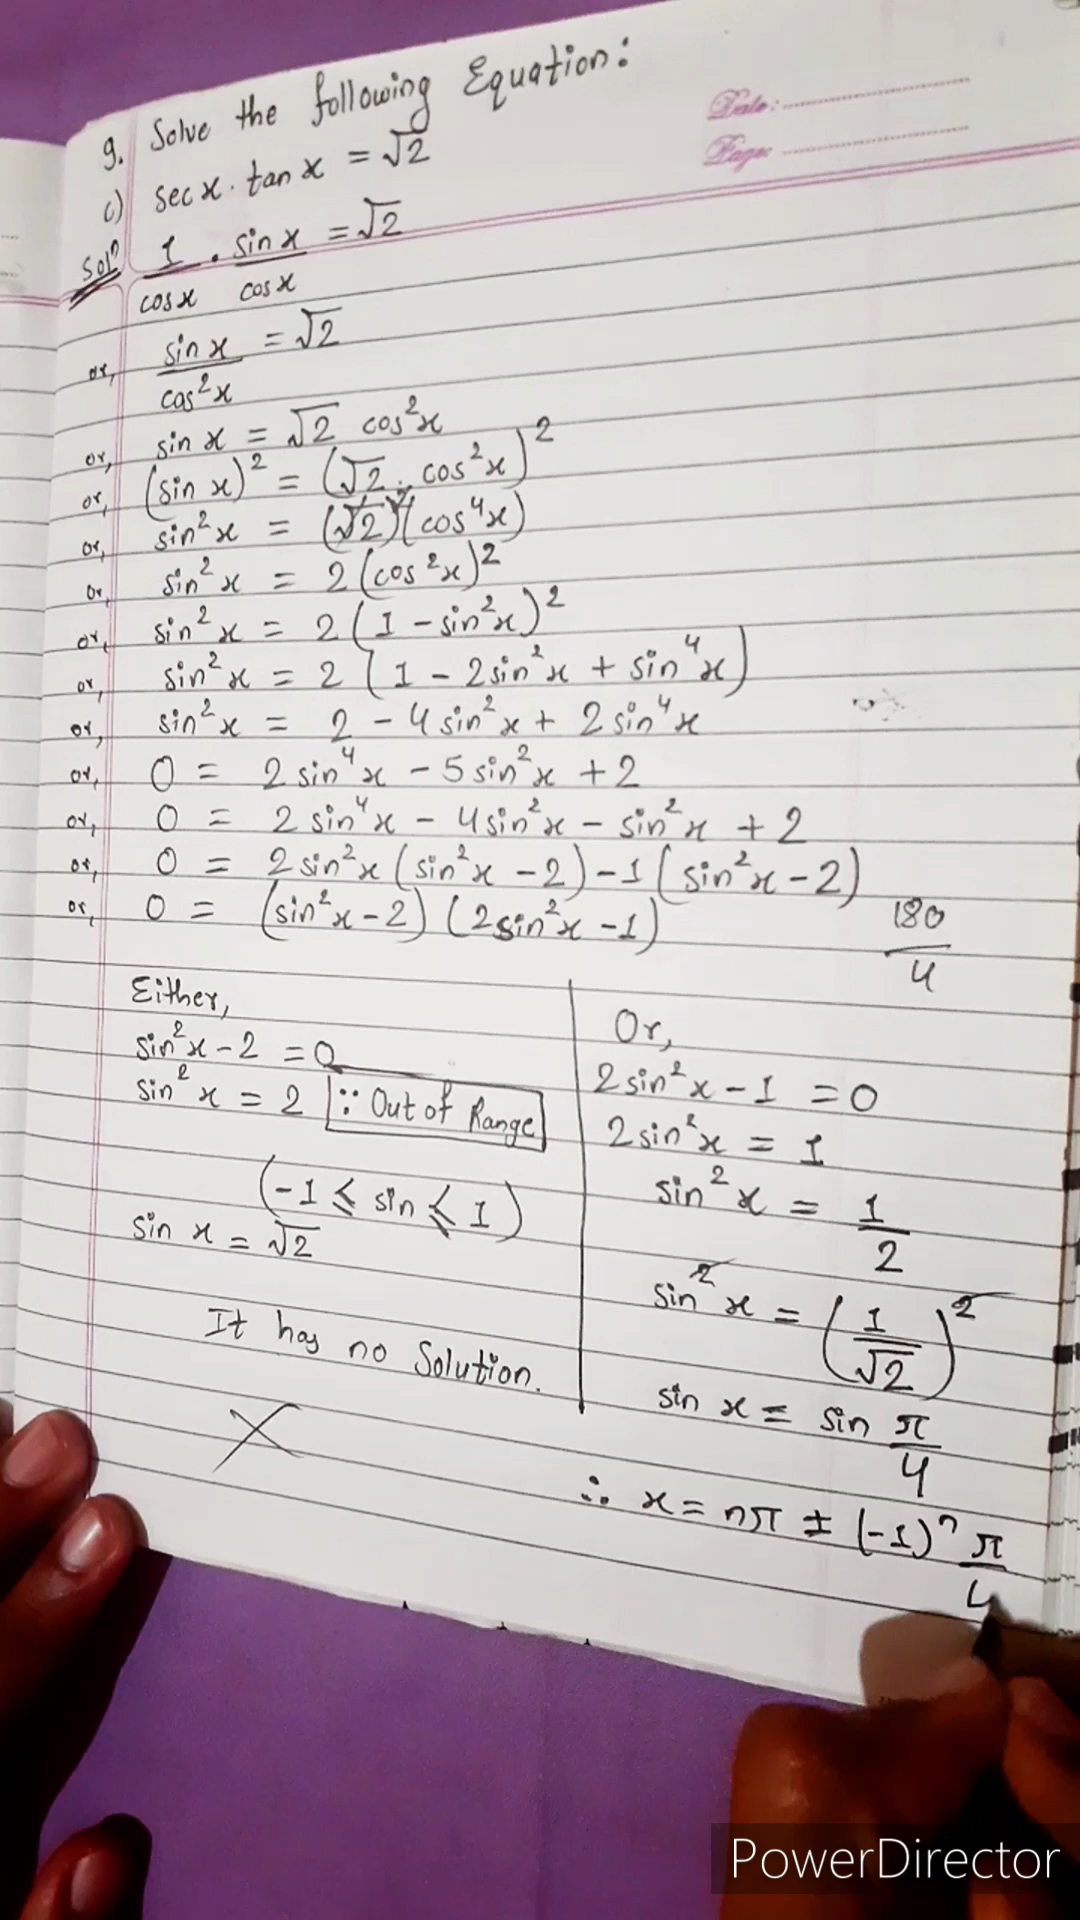 9. Solve the following Equation:
Date:
Page:
c) sec x . tan x = √2
Solⁿ 1/cos x . sin x/cos x = √2
or, sin x/cos²x = √2
or, sin x = √2 cos²x
or, (sin x)² = (√2 . cos²x)²
or, sin²x = (√2)²(cos⁴x)
or, sin²x = 2(cos²x)²
or, sin²x = 2(1 - sin²x)²
or, sin²x = 2(1 - 2sin²x + sin⁴x)
or, sin²x = 2 - 4sin²x + 2sin⁴x
or, 0 = 2sin⁴x - 5sin²x + 2
or, 0 = 2sin⁴x - 4sin²x - sin²x + 2
or, 0 = 2sin²x(sin²x - 2) - 1(sin²x - 2)
or, 0 = (sin²x - 2)(2sin²x - 1)
180/4
Either,
sin²x - 2 = 0
sin²x = 2 ∵ Out of Range
(-1 ≤ sin ≤ 1)
sin x = √2
It has no Solution.
Or,
2sin²x - 1 = 0
2sin²x = 1
sin²x = 1/2
sin²x = (1/√2)²
sin x = sin π/4
∴ x = nπ ± (-1)ⁿ π/4
PowerDirector